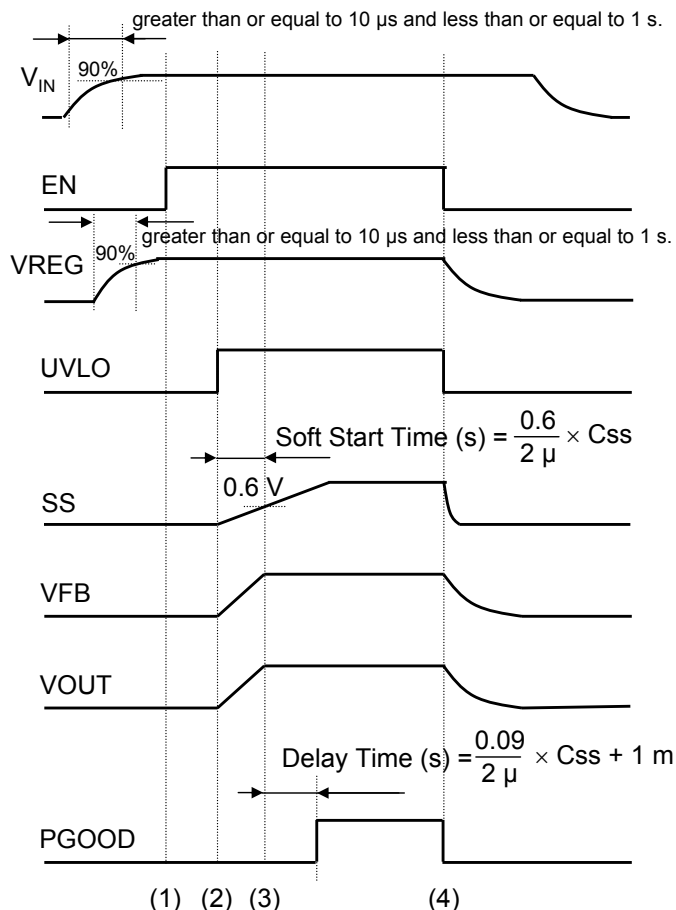 greater than or equal to 10 µs and less than or equal to 1 s.
90%
VIN
EN
greater than or equal to 10 µs and less than or equal to 1 s.
90%
VREG
UVLO
Soft Start Time (s) = 0.6 / 2 µ × Css
0.6 V
SS
VFB
VOUT
Delay Time (s) = 0.09 / 2 µ × Css + 1 m
PGOOD
(1) (2) (3) (4)